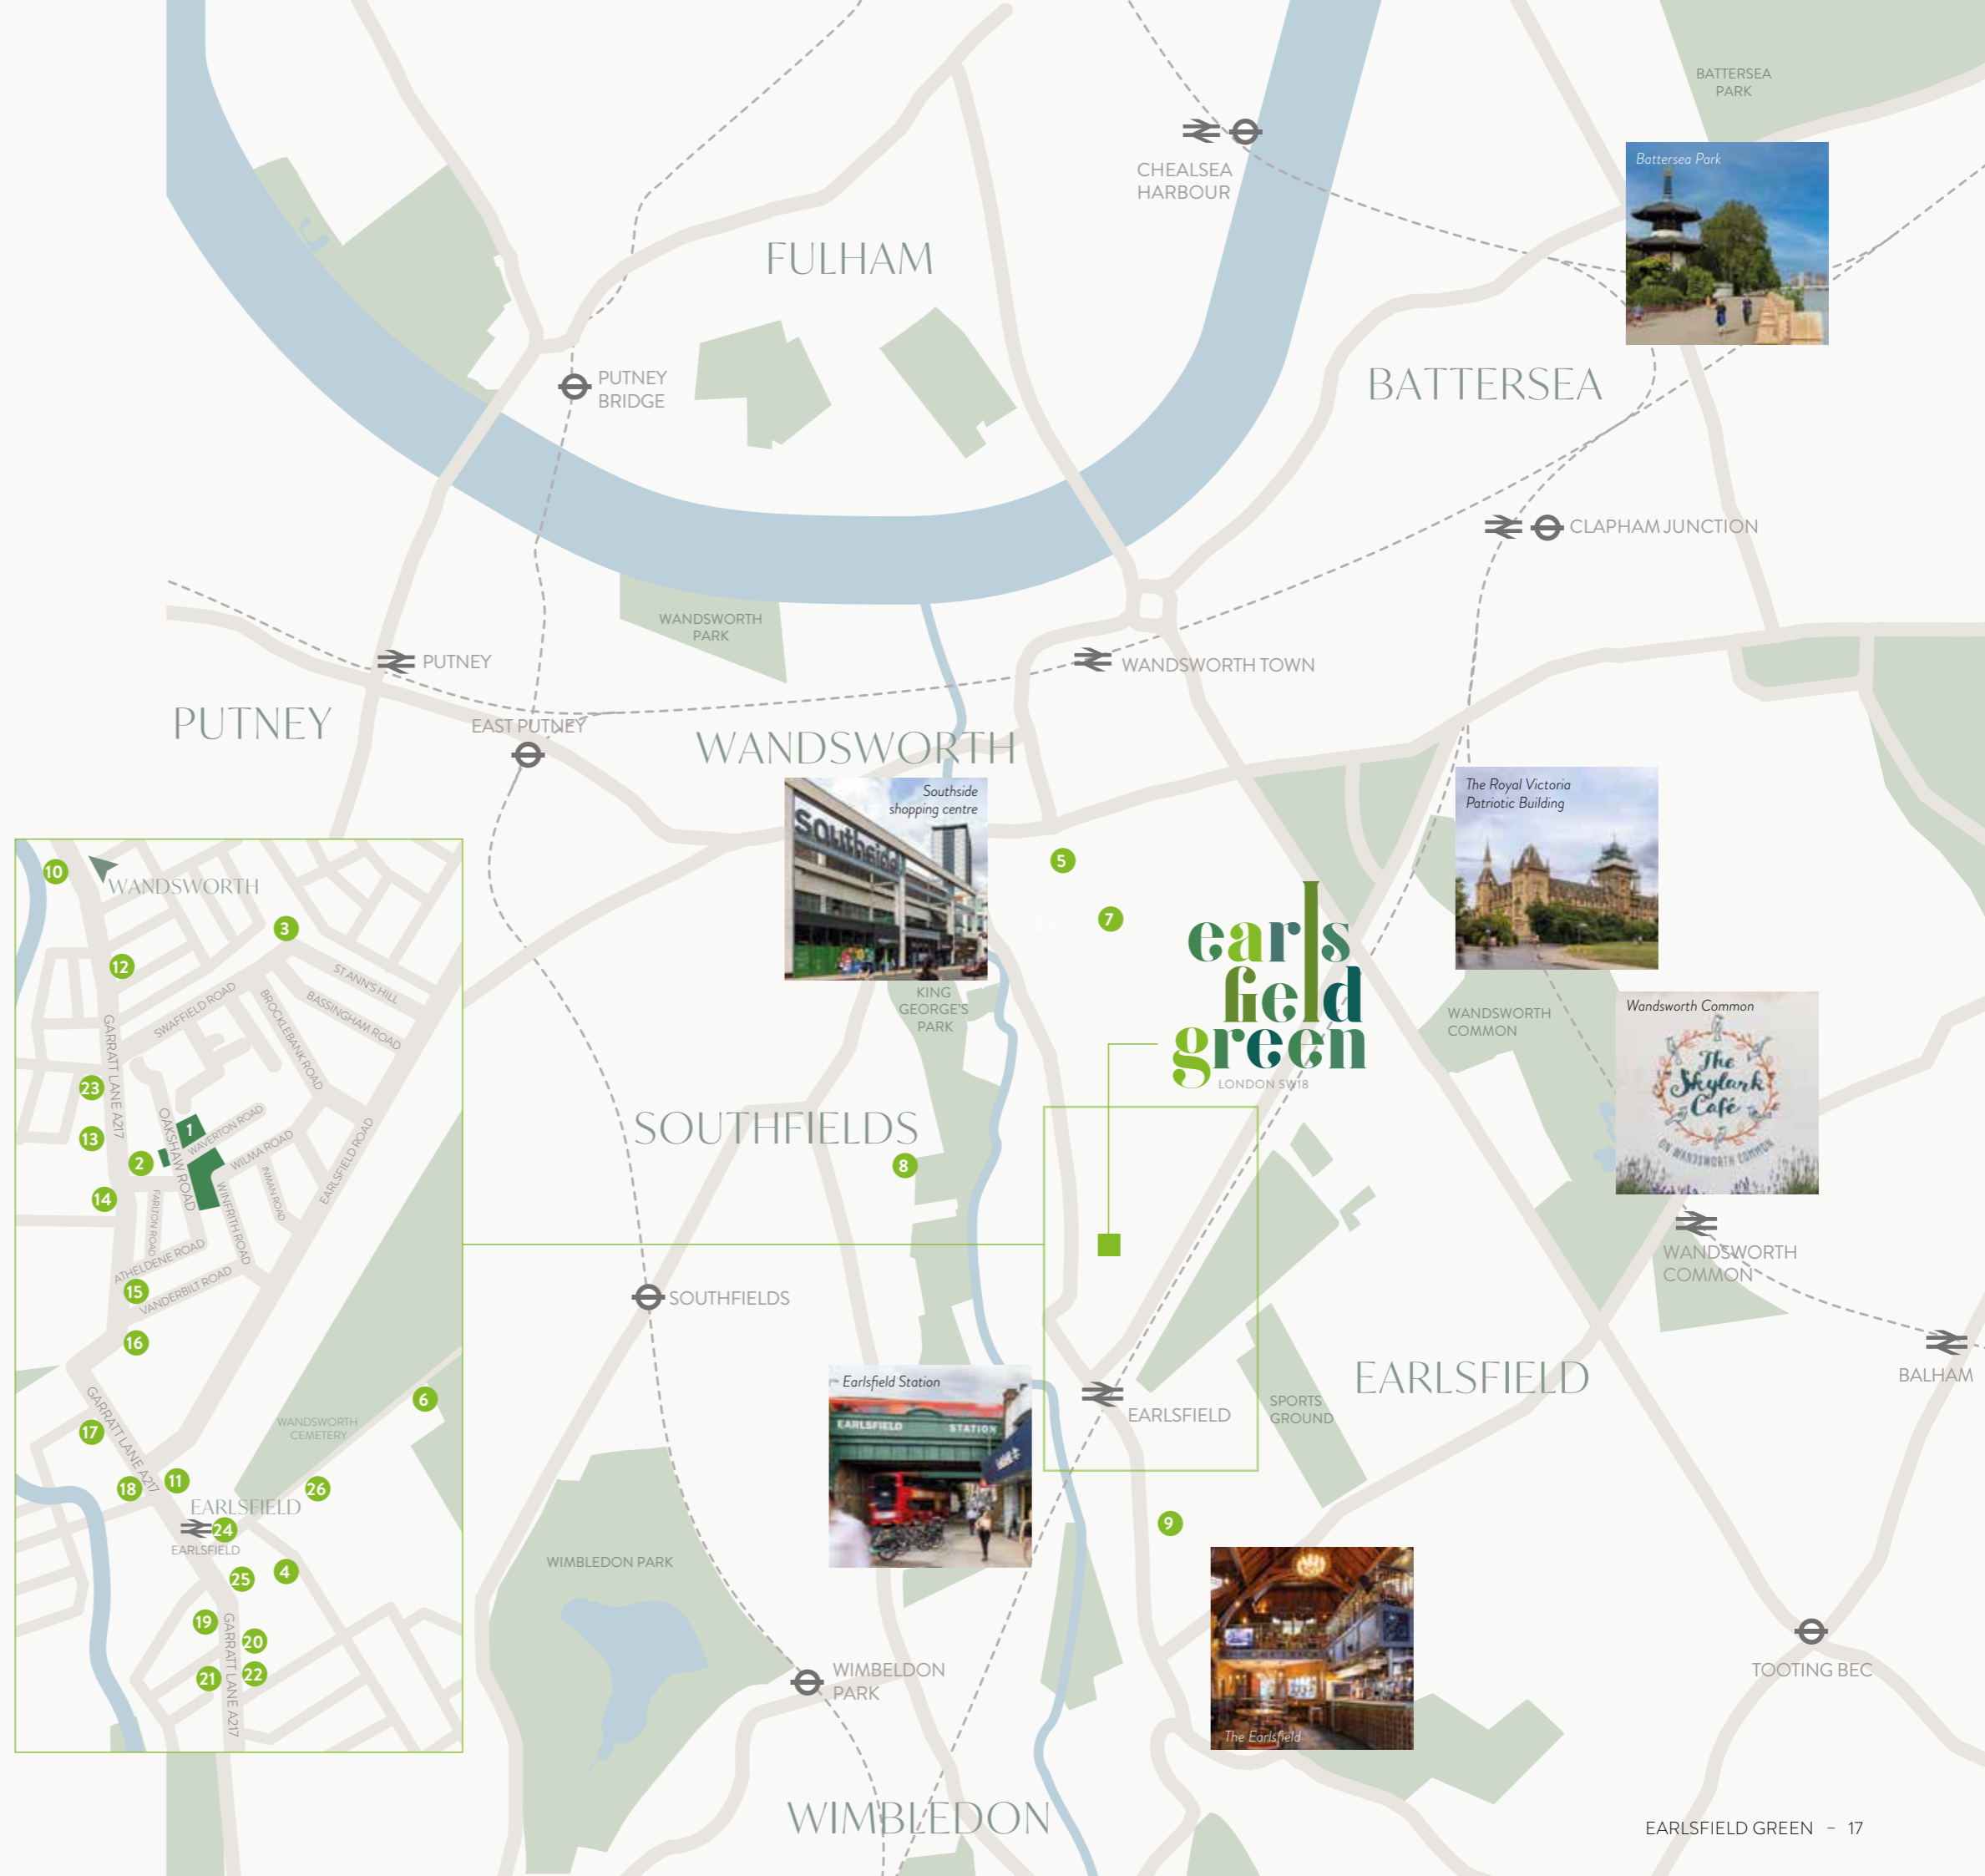 BATTERSEA
PARK
Battersea Park
CHEALSEA
HARBOUR
FULHAM
PUTNEY
BRIDGE
BATTERSEA
CLAPHAM JUNCTION
WANDSWORTH
PARK
PUTNEY
WANDSWORTH TOWN
PUTNEY
EAST PUTNEY
WANDSWORTH
Southside
shopping centre
southside
The Royal Victoria
Patriotic Building
5
7
33
earls
field
green
LONDON SW18
KING
GEORGE'S
PARK
WANDSWORTH
COMMON
Wandsworth Common
The
Skylark
Café
ON WANDSWORTH COMMON
SOUTHFIELDS
8
SOUTHFIELDS
WANDSWORTH
COMMON
BALHAM
EARLSFIELD
Earlsfield Station
EARLSFIELD STATION
EARLSFIELD
SPORTS
GROUND
9
WIMBLEDON PARK
WIMBELDON
PARK
The Earlsfield
TOOTING BEC
WIMBLEDON
10
WANDSWORTH
3
12
ST ANN'S HILL
SWAFFIELD ROAD
BROCKLEBANK ROAD
BASSINGHAM ROAD
GARRATT LANE A217
23
OAKSHAW ROAD
1
WAVERTON ROAD
13
2
WILMA ROAD
EARLSFIELD ROAD
14
FARLTON ROAD
WINFRITH ROAD
INMAN ROAD
ATHELDENE ROAD
15
VANDERBILT ROAD
16
GARRATT LANE A217
6
WANDSWORTH
CEMETERY
17
11
18
26
EARLSFIELD
24
EARLSFIELD
25
4
19
GARRATT LANE A217
20
21
22
EARLSFIELD GREEN – 17